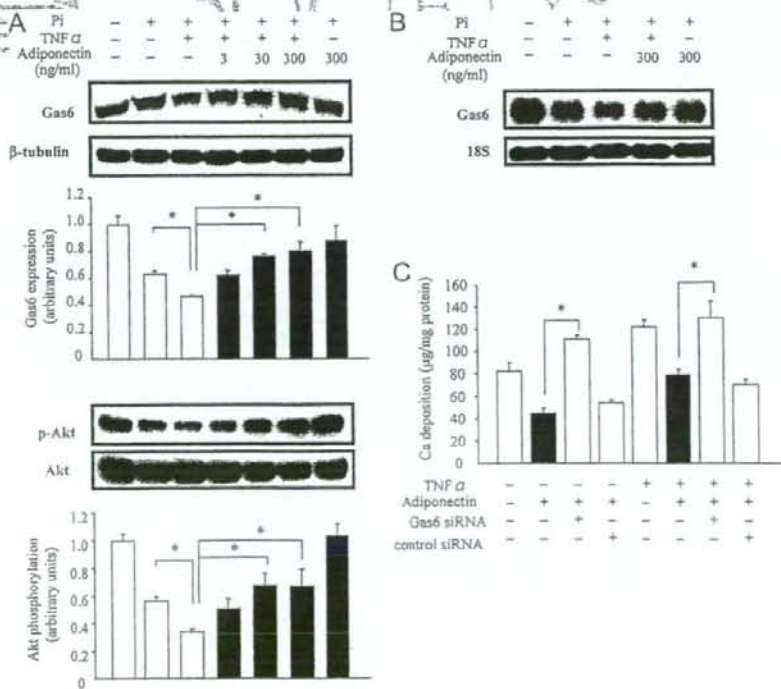 A
Pi − + + + + + +
TNFα − − + + + + −
Adiponectin − − − 3 30 300 300
(ng/ml)
Gas6
β-tubulin
Gas6 expression
(arbitrary units)
1.2
1.0
0.8
0.6
0.4
0.2
0
* * *
p-Akt
Akt
Akt phosphorylation
(arbitrary units)
1.2
1.0
0.8
0.6
0.4
0.2
0
* * *
B
Pi − + + + +
TNFα − − + + −
Adiponectin − − − 300 300
(ng/ml)
Gas6
18S
C
Ca deposition (μg/mg protein)
160
140
120
100
80
60
40
20
0
* *
TNFα − − − − + + + +
Adiponectin − + + + − + + +
Gas6 siRNA − − + − − − + −
control siRNA − − − + − − − +